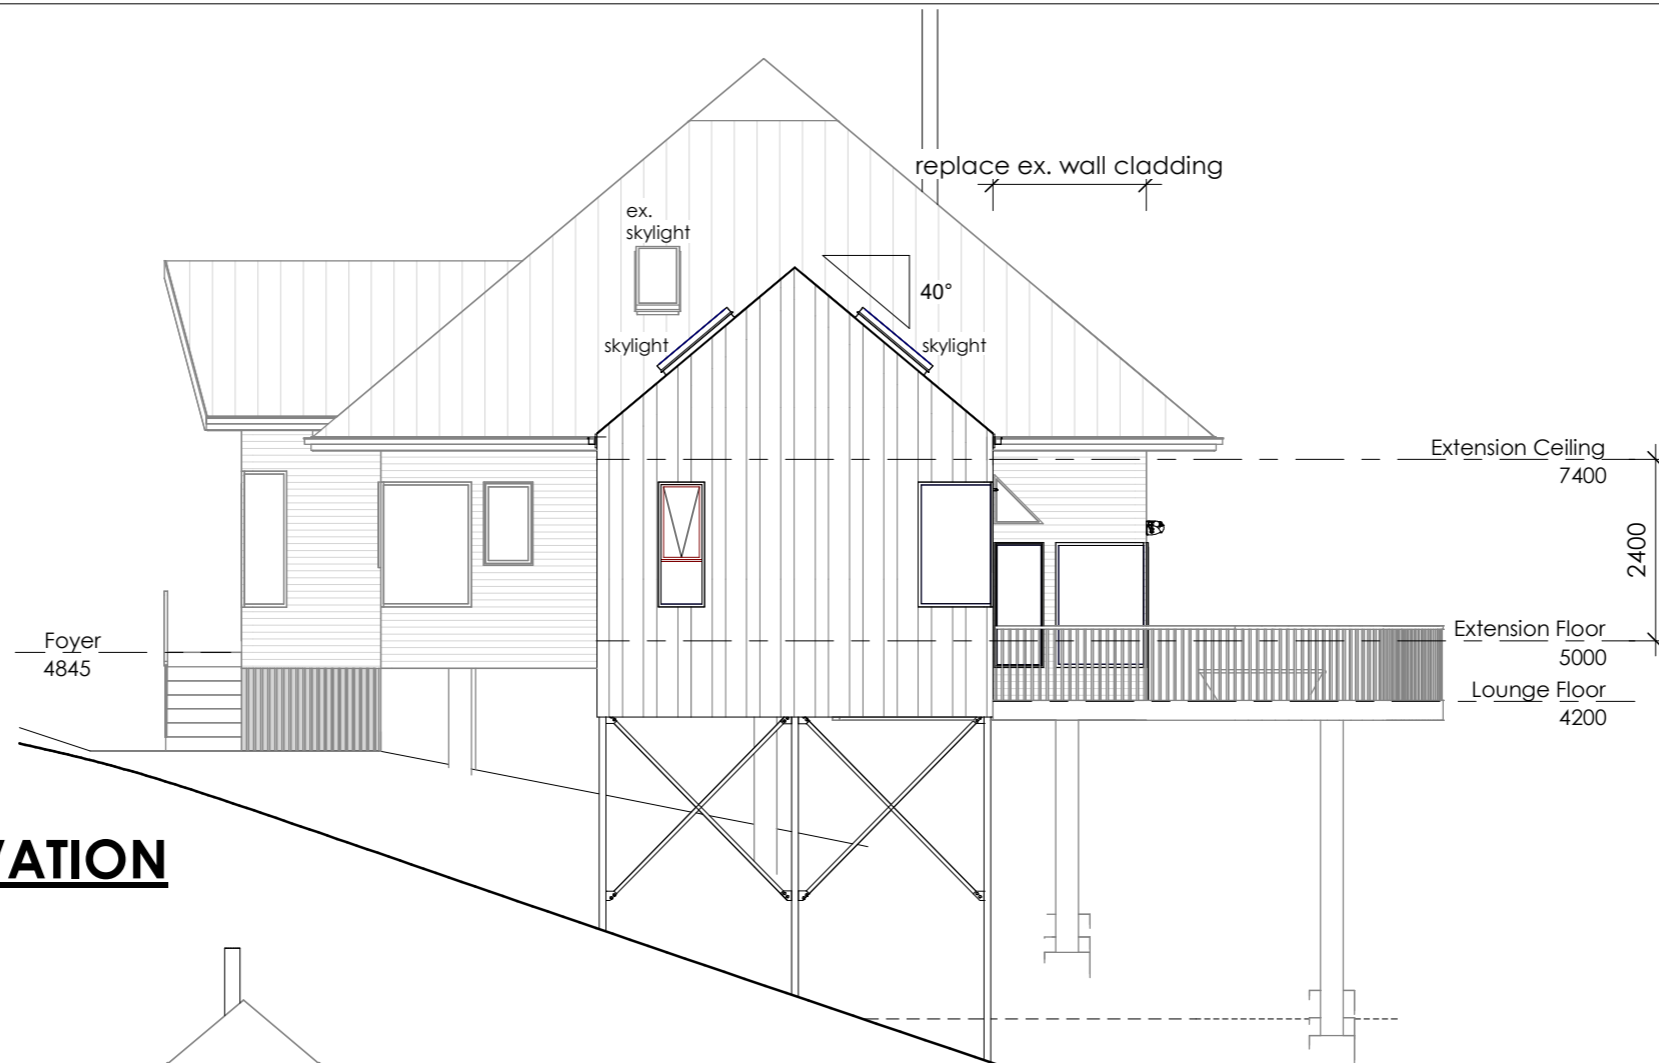 replace ex. wall cladding
ex.
skylight
40°
skylight
skylight
Extension Ceiling
7400
2400
Extension Floor
5000
Foyer
4845
Lounge Floor
4200
VATION